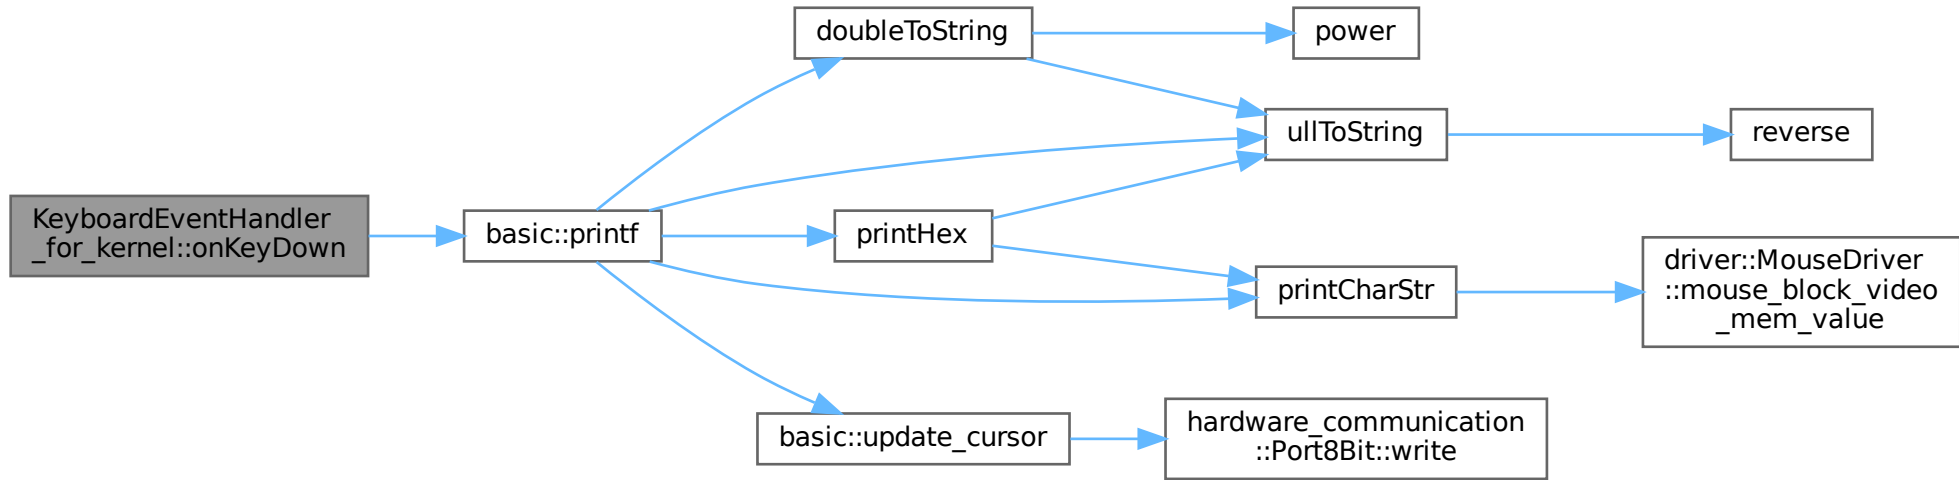 doubleToString
power
ullToString
reverse
KeyboardEventHandler
_for_kernel::onKeyDown
basic::printf
printHex
driver::MouseDriver
::mouse_block_video
_mem_value
printCharStr
basic::update_cursor
hardware_communication
::Port8Bit::write